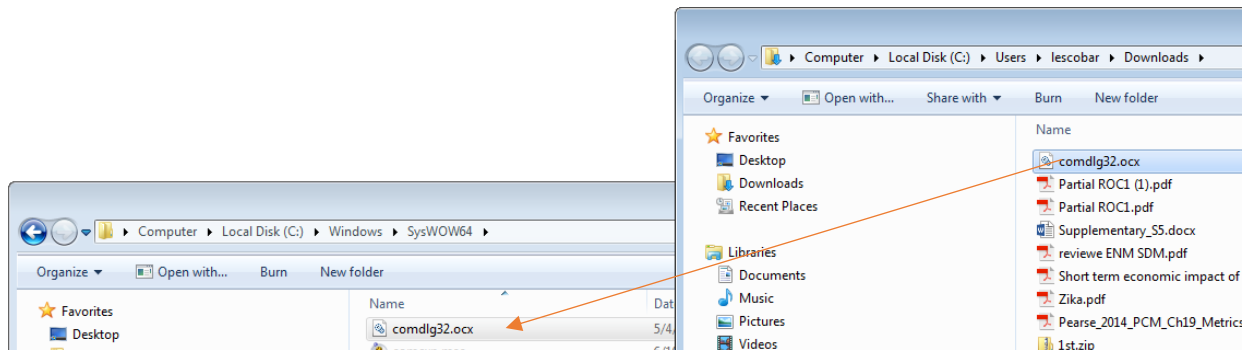 Computer ▸ Local Disk (C:) ▸ Users ▸ lescobar ▸ Downloads ▸
Organize ▾ Open with... Share with ▾ Burn New folder
Favorites
Desktop
Downloads
Recent Places
Libraries
Documents
Music
Pictures
Videos
Name
comdlg32.ocx
Partial ROC1 (1).pdf
Partial ROC1.pdf
Supplementary_S5.docx
reviewe ENM SDM.pdf
Short term economic impact of
Zika.pdf
Pearse_2014_PCM_Ch19_Metrics
1st.zip
Computer ▸ Local Disk (C:) ▸ Windows ▸ SysWOW64 ▸
Organize ▾ Open with... Burn New folder
Favorites
Desktop
Name Dat
comdlg32.ocx 5/4/